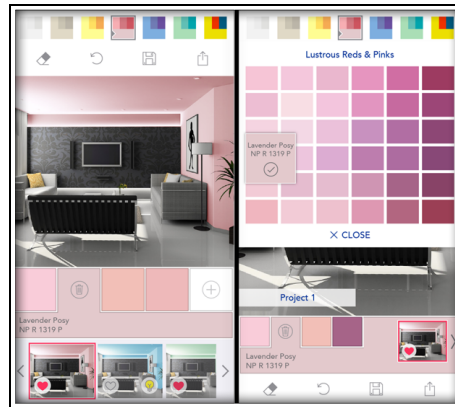 Lavender Posy
NP R 1319 P
Lustrous Reds & Pinks
Lavender Posy
NP R 1319 P
CLOSE
Project 1
Lavender Posy
NP R 1319 P